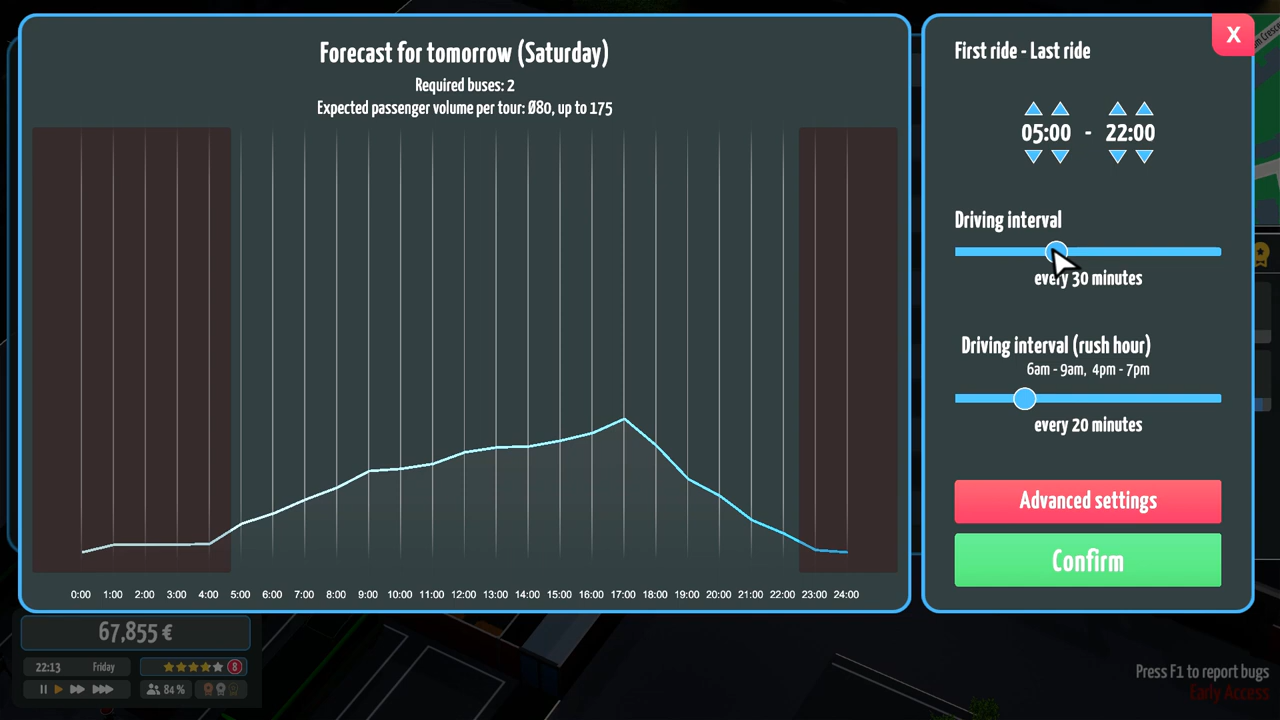 Forecast for tomorrow (Saturday)
Required buses: 2
Expected passenger volume per tour: Ø80, up to 175
0:00 1:00 2:00 3:00 4:00 5:00 6:00 7:00 8:00 9:00 10:00 11:00 12:00 13:00 14:00 15:00 16:00 17:00 18:00 19:00 20:00 21:00 22:00 23:00 24:00
X
First ride - Last ride
05:00 - 22:00
Driving interval
every 30 minutes
Driving interval (rush hour)
6am - 9am, 4pm - 7pm
every 20 minutes
Advanced settings
Confirm
67,855 €
22:13 Friday
8
84 %
Press F1 to report bugs
Early Access